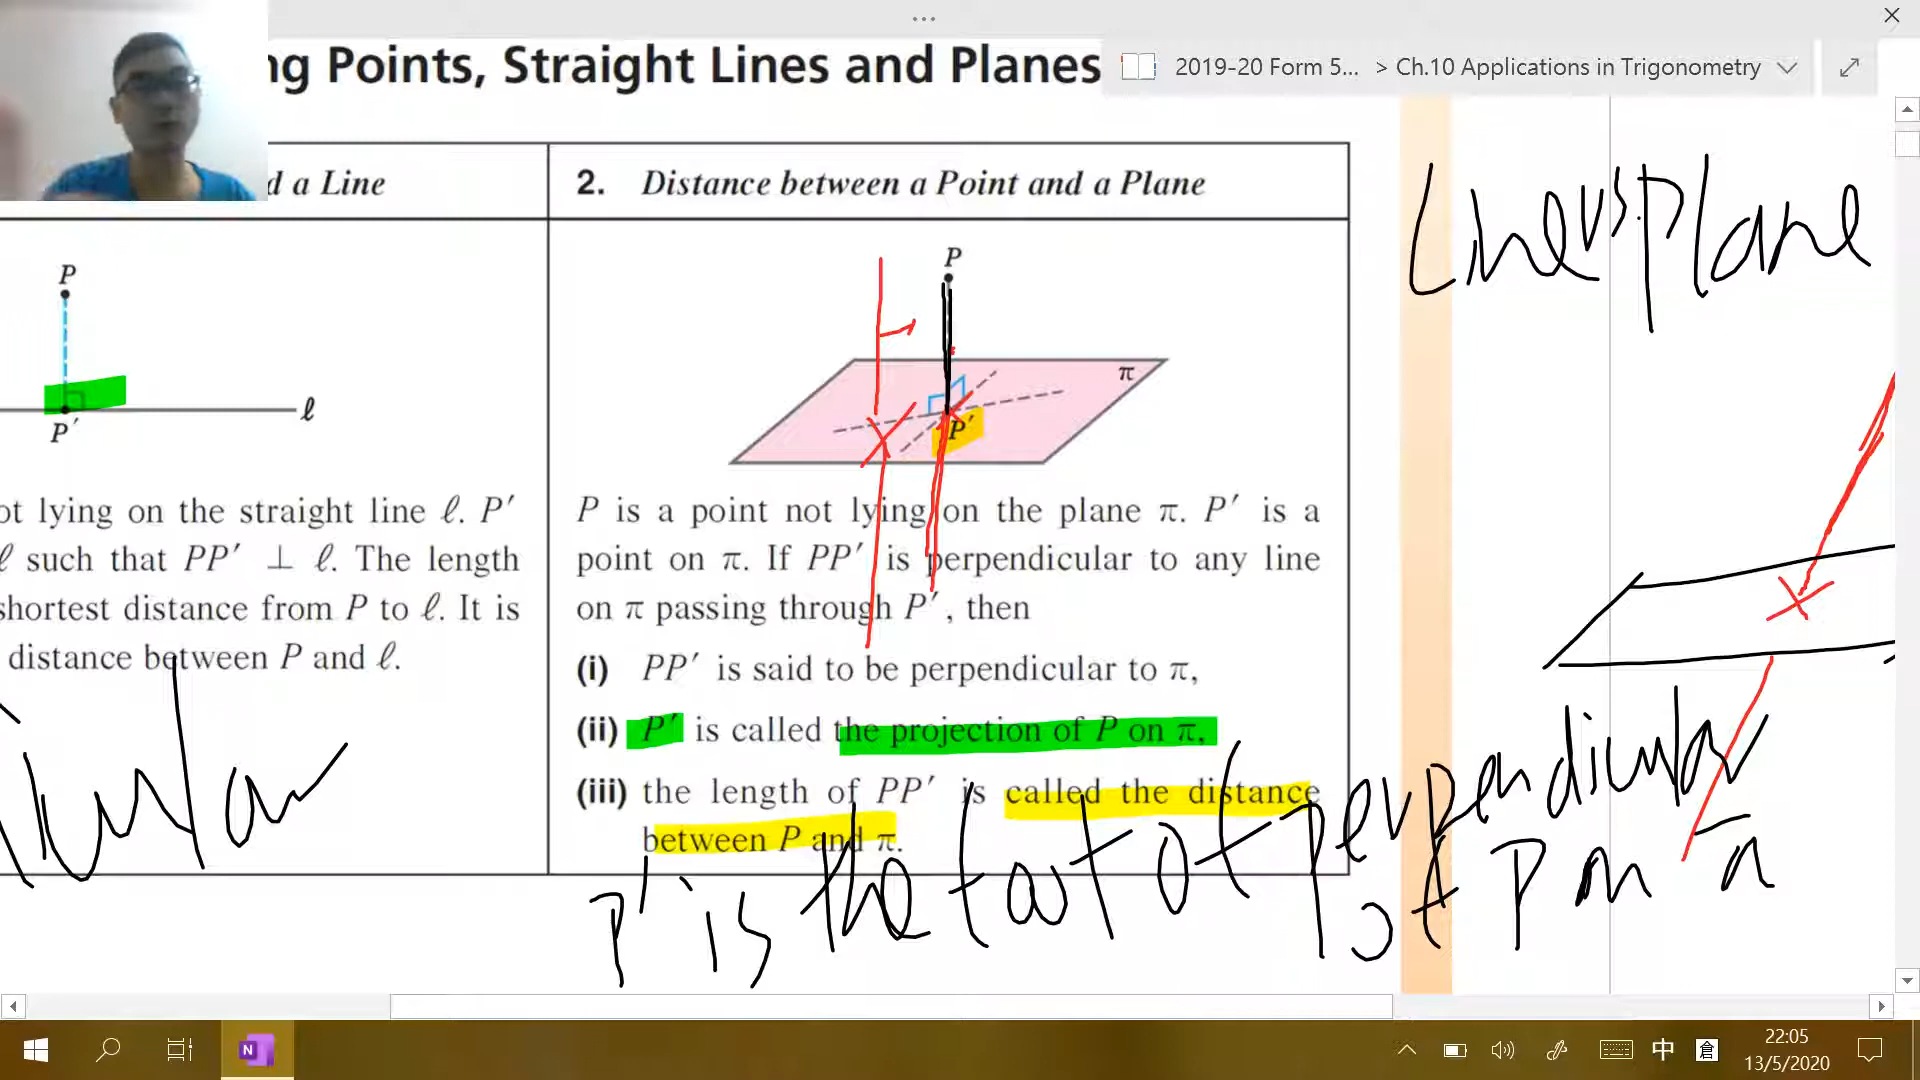 ng Points, Straight Lines and Planes
2019-20 Form 5... > Ch.10 Applications in Trigonometry
d a Line
P
P′
ℓ
ot lying on the straight line ℓ. P′
ℓ such that PP′ ⊥ ℓ. The length
shortest distance from P to ℓ. It is
distance between P and ℓ.
2. Distance between a Point and a Plane
P
π
P′
P is a point not lying on the plane π. P′ is a
point on π. If PP′ is perpendicular to any line
on π passing through P′, then
(i) PP′ is said to be perpendicular to π,
(ii) P′ is called the projection of P on π,
(iii) the length of PP′ is called the distance
between P and π.
Line vs Plane
P' is the foot of perpendicular
of P on π
N
中
倉
22:05
13/5/2020